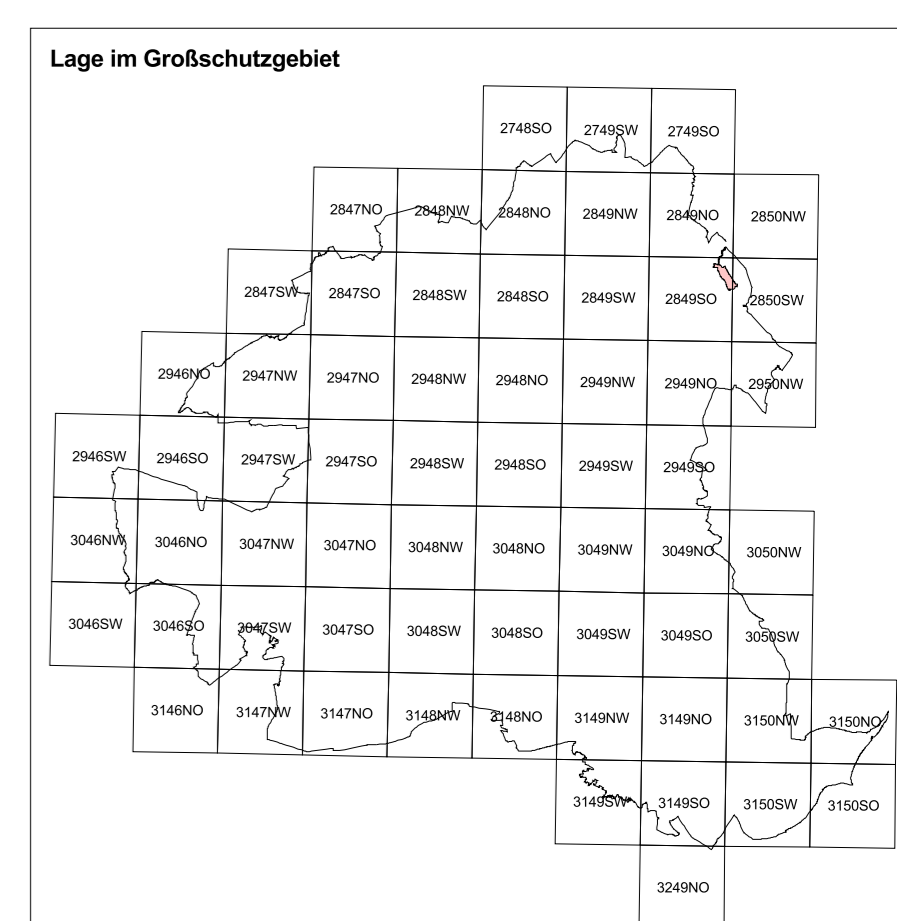 Lage im Großschutzgebiet
2748SO 2749SW 2749SO
2847NO 2848NW 2848NO 2849NW 2849NO 2850NW
2847SW 2847SO 2848SW 2848SO 2849SW 2849SO 2850SW
2946NO 2947NW 2947NO 2948NW 2948NO 2949NW 2949NO 2950NW
2946SW 2946SO 2947SW 2947SO 2948SW 2948SO 2949SW 2949SO
3046NW 3046NO 3047NW 3047NO 3048NW 3048NO 3049NW 3049NO 3050NW
3046SW 3046SO 3047SW 3047SO 3048SW 3048SO 3049SW 3049SO 3050SW
3146NO 3147NW 3147NO 3148NW 3148NO 3149NW 3149NO 3150NW 3150NO
3149SW 3149SO 3150SW 3150SO
3249NO